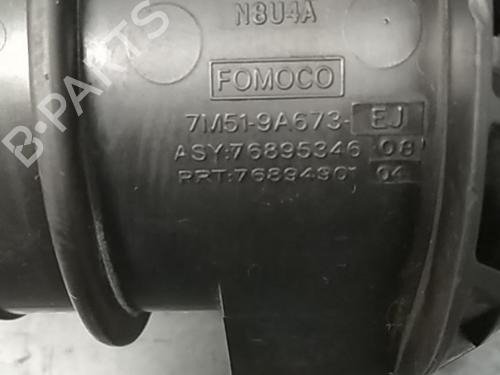 N8U4A
FOMOCO
7M51-9A673-EJ
ASY:76895346 08
PRT:76894901 04
B-PARTS